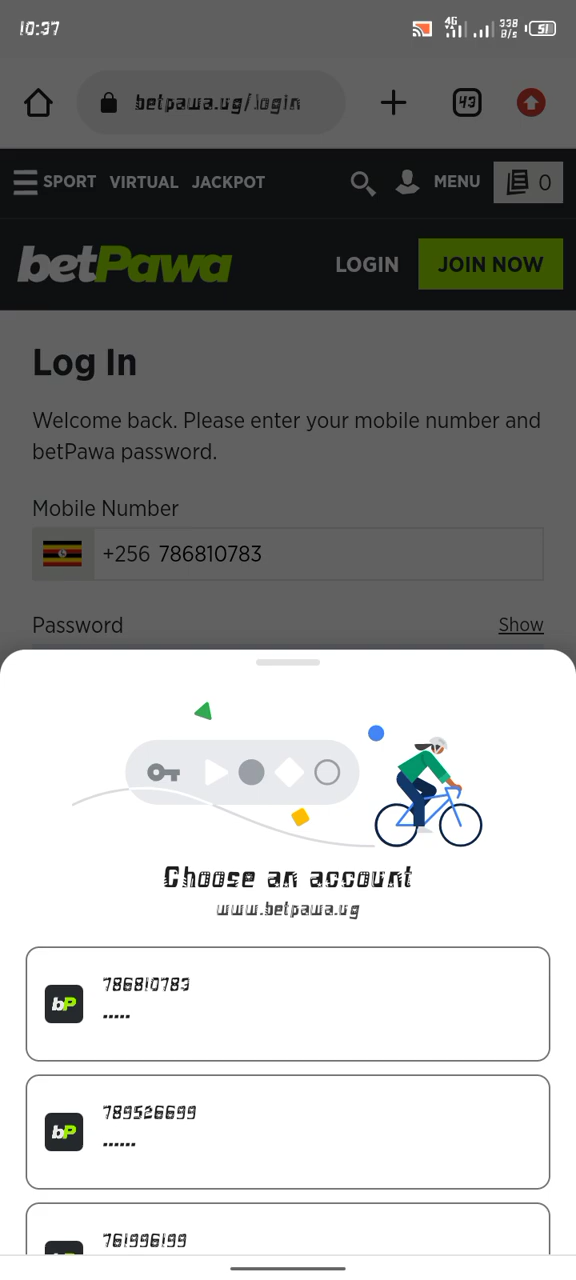 10:37
4G 338 B/s 51
betpawa.ug/login 43
SPORT VIRTUAL JACKPOT MENU 0
betPawa LOGIN JOIN NOW
Log In
Welcome back. Please enter your mobile number and
betPawa password.
Mobile Number
+256 786810783
Password Show
Choose an account
www.betpawa.ug
bP 786810783
•••••
bP 789526699
••••••
761996199